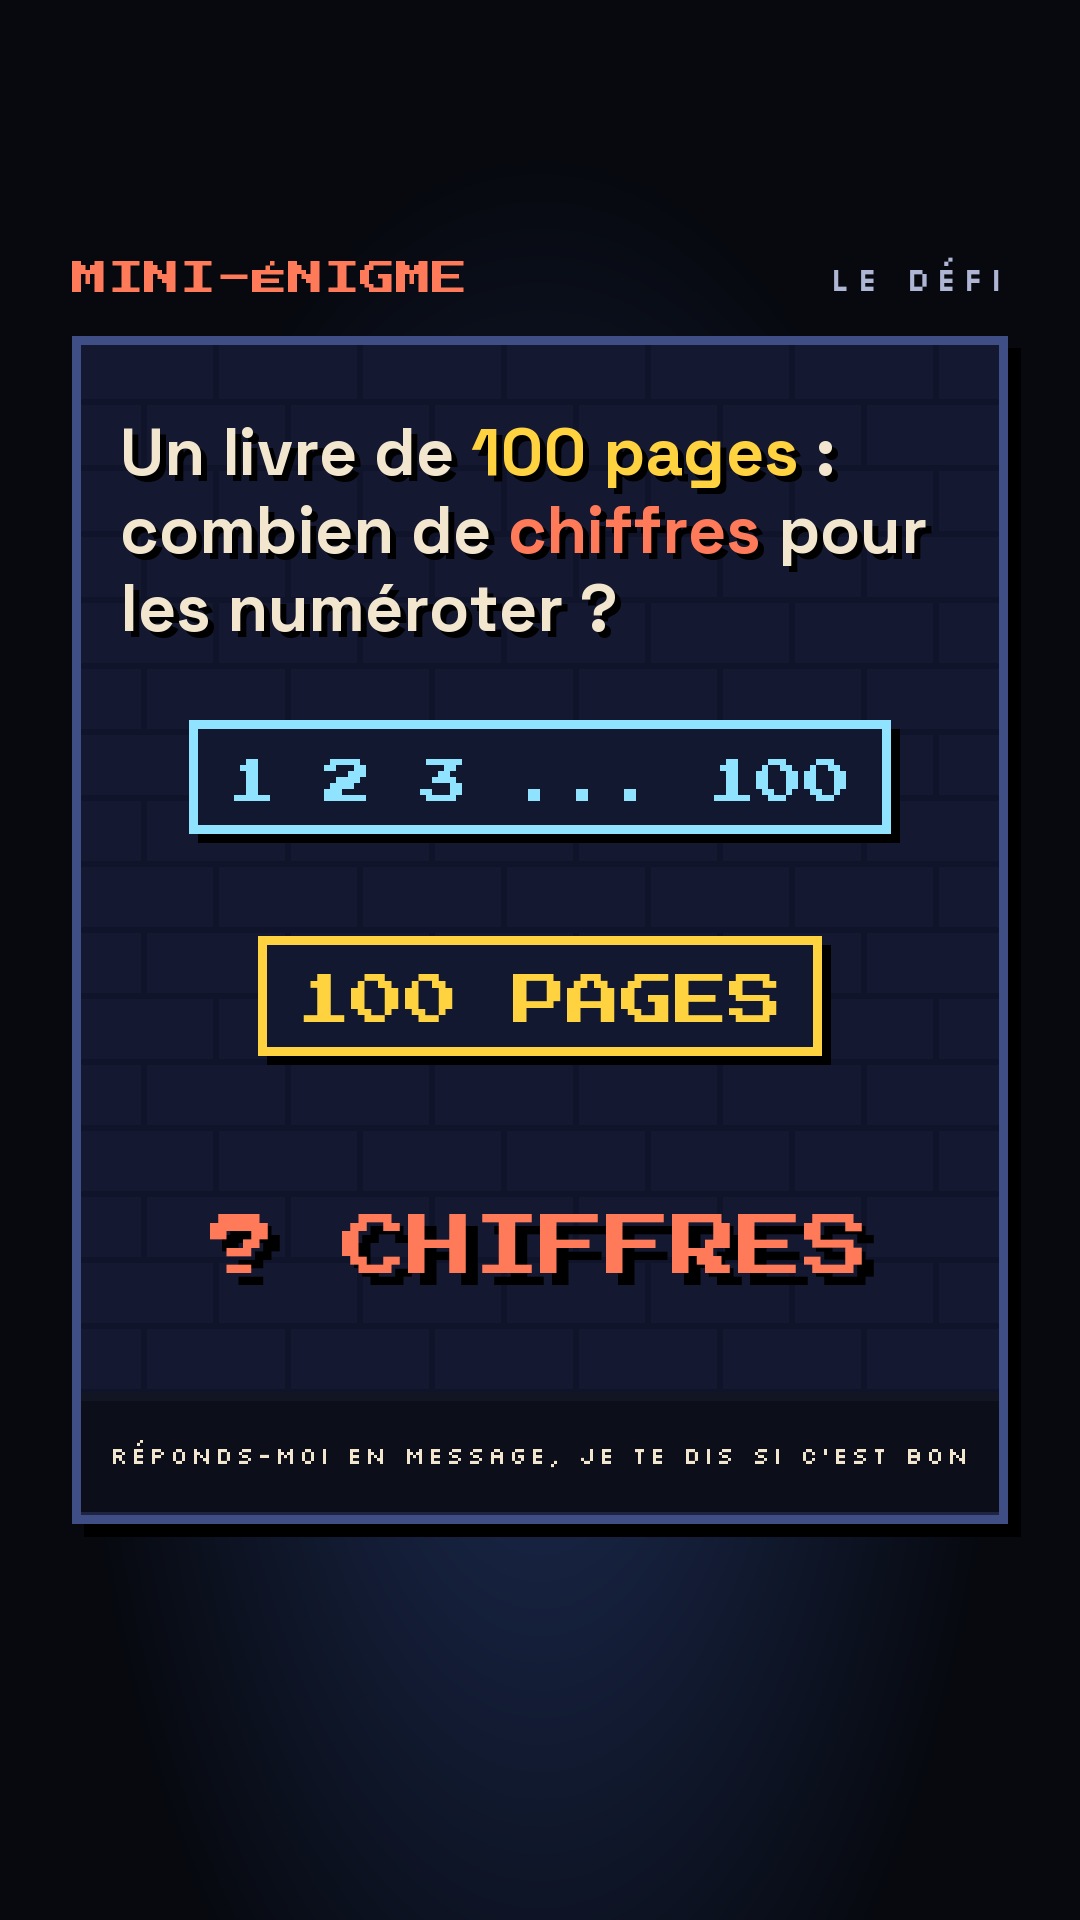 MINI-ÉNIGME
LE DÉFI
Un livre de 100 pages :
combien de chiffres pour
les numéroter ?
1 2 3 ... 100
100 PAGES
? CHIFFRES
RÉPONDS-MOI EN MESSAGE, JE TE DIS SI C'EST BON